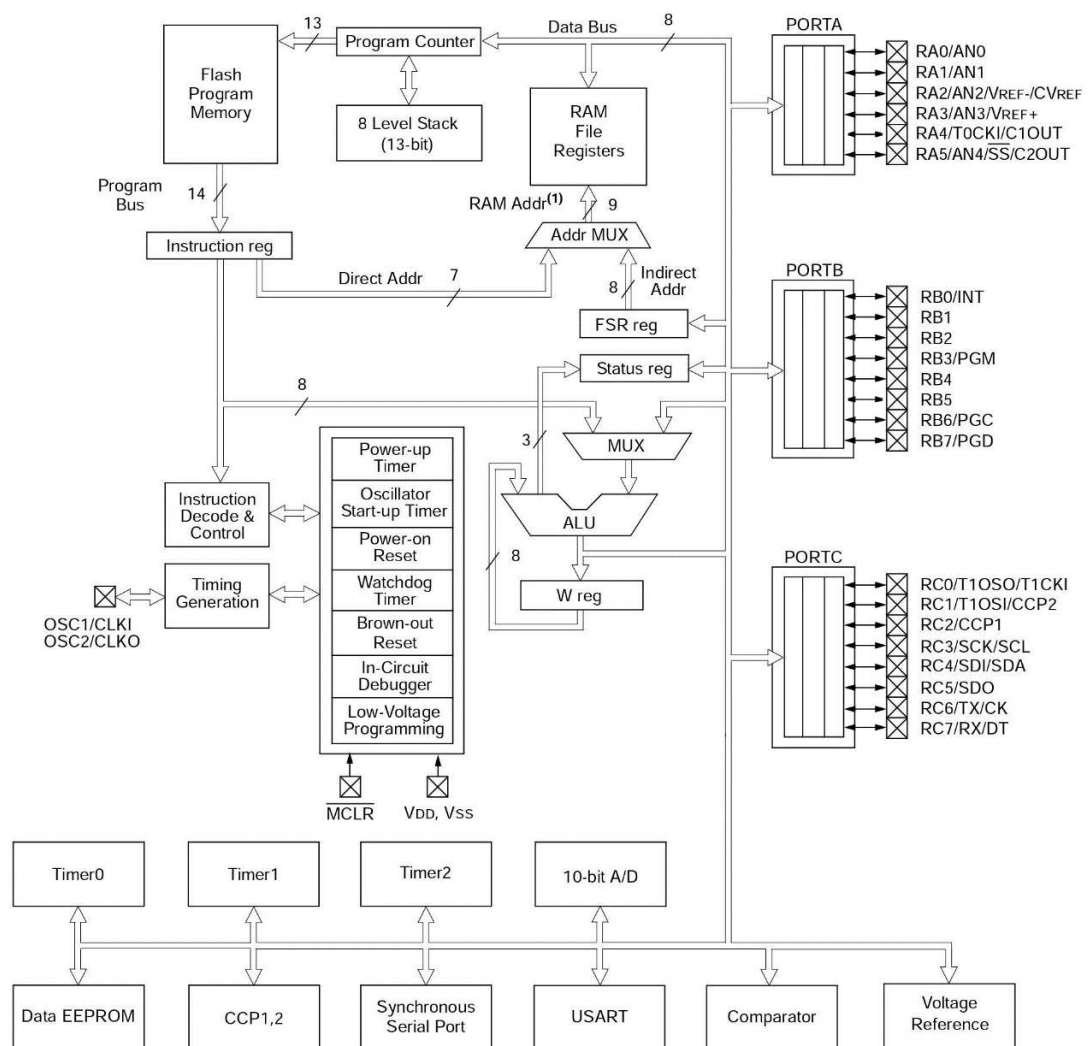 13
Data Bus
8
PORTA
Program Counter
Flash
Program
Memory
8 Level Stack
(13-bit)
RAM
File
Registers
RA0/AN0
RA1/AN1
RA2/AN2/VREF-/CVREF
RA3/AN3/VREF+
RA4/T0CKI/C1OUT
RA5/AN4/SS/C2OUT
Program
Bus
14
RAM Addr(1)
9
Instruction reg
Addr MUX
Direct Addr
7
8
Indirect
Addr
FSR reg
Status reg
PORTB
RB0/INT
RB1
RB2
RB3/PGM
RB4
RB5
RB6/PGC
RB7/PGD
8
3
MUX
Power-up
Timer
Oscillator
Start-up Timer
Power-on
Reset
Watchdog
Timer
Brown-out
Reset
In-Circuit
Debugger
Low-Voltage
Programming
Instruction
Decode &
Control
Timing
Generation
OSC1/CLKI
OSC2/CLKO
ALU
8
W reg
PORTC
RC0/T1OSO/T1CKI
RC1/T1OSI/CCP2
RC2/CCP1
RC3/SCK/SCL
RC4/SDI/SDA
RC5/SDO
RC6/TX/CK
RC7/RX/DT
MCLR
VDD, VSS
Timer0
Timer1
Timer2
10-bit A/D
Data EEPROM
CCP1,2
Synchronous
Serial Port
USART
Comparator
Voltage
Reference